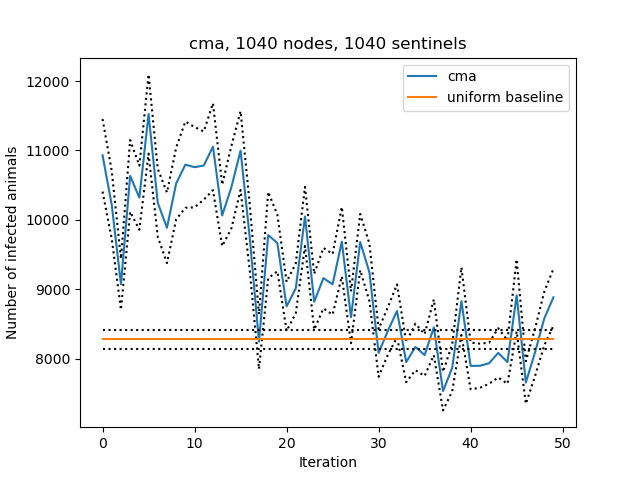 cma, 1040 nodes, 1040 sentinels
cma
uniform baseline
Number of infected animals
12000
11000
10000
9000
8000
0 10 20 30 40 50
Iteration